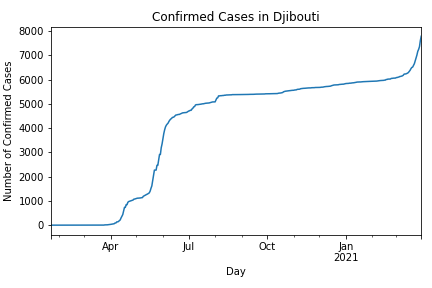 Confirmed Cases in Djibouti
Number of Confirmed Cases
8000
7000
6000
5000
4000
3000
2000
1000
0
Apr
Jul
Oct
Jan
2021
Day